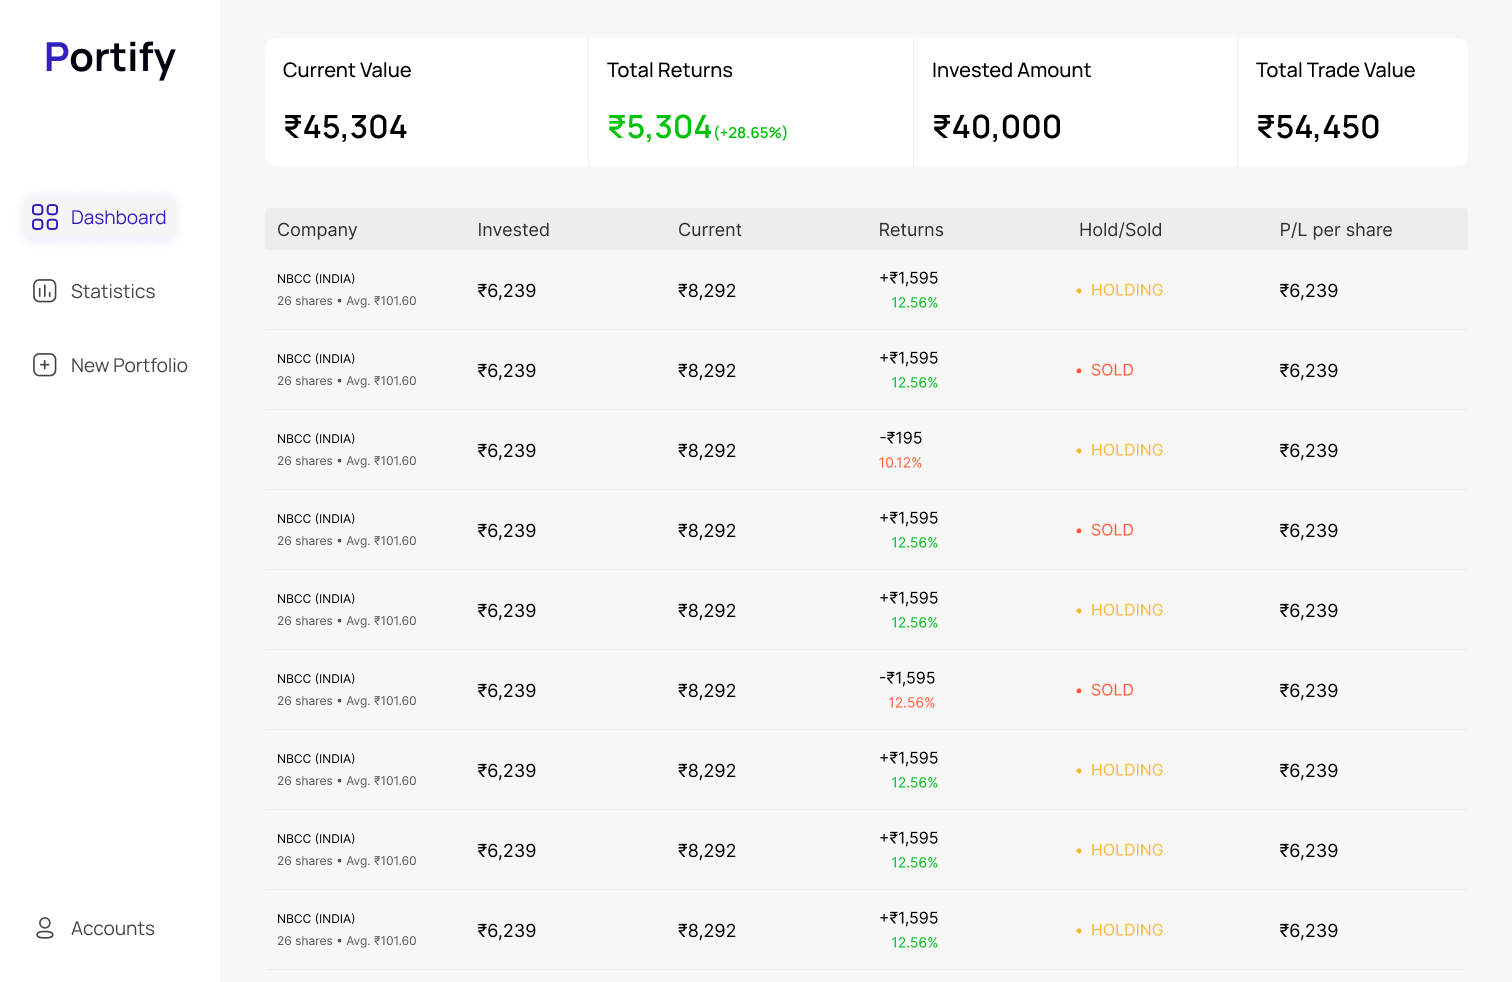 Portify
Dashboard
Statistics
New Portfolio
Accounts
Current Value
₹45,304
Total Returns
₹5,304(+28.65%)
Invested Amount
₹40,000
Total Trade Value
₹54,450
Company Invested Current Returns Hold/Sold P/L per share
NBCC (INDIA)
26 shares • Avg. ₹101.60
₹6,239
₹8,292
+₹1,595
12.56%
• HOLDING
₹6,239
NBCC (INDIA)
26 shares • Avg. ₹101.60
₹6,239
₹8,292
+₹1,595
12.56%
• SOLD
₹6,239
NBCC (INDIA)
26 shares • Avg. ₹101.60
₹6,239
₹8,292
-₹195
10.12%
• HOLDING
₹6,239
NBCC (INDIA)
26 shares • Avg. ₹101.60
₹6,239
₹8,292
+₹1,595
12.56%
• SOLD
₹6,239
NBCC (INDIA)
26 shares • Avg. ₹101.60
₹6,239
₹8,292
+₹1,595
12.56%
• HOLDING
₹6,239
NBCC (INDIA)
26 shares • Avg. ₹101.60
₹6,239
₹8,292
-₹1,595
12.56%
• SOLD
₹6,239
NBCC (INDIA)
26 shares • Avg. ₹101.60
₹6,239
₹8,292
+₹1,595
12.56%
• HOLDING
₹6,239
NBCC (INDIA)
26 shares • Avg. ₹101.60
₹6,239
₹8,292
+₹1,595
12.56%
• HOLDING
₹6,239
NBCC (INDIA)
26 shares • Avg. ₹101.60
₹6,239
₹8,292
+₹1,595
12.56%
• HOLDING
₹6,239